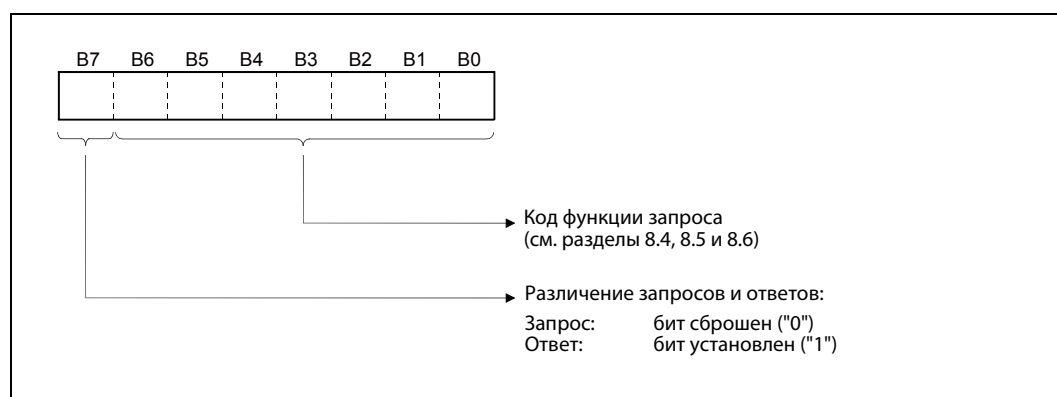 B7 B6 B5 B4 B3 B2 B1 B0
Код функции запроса
(см. разделы 8.4, 8.5 и 8.6)
Различение запросов и ответов:
Запрос: бит сброшен ("0")
Ответ: бит установлен ("1")